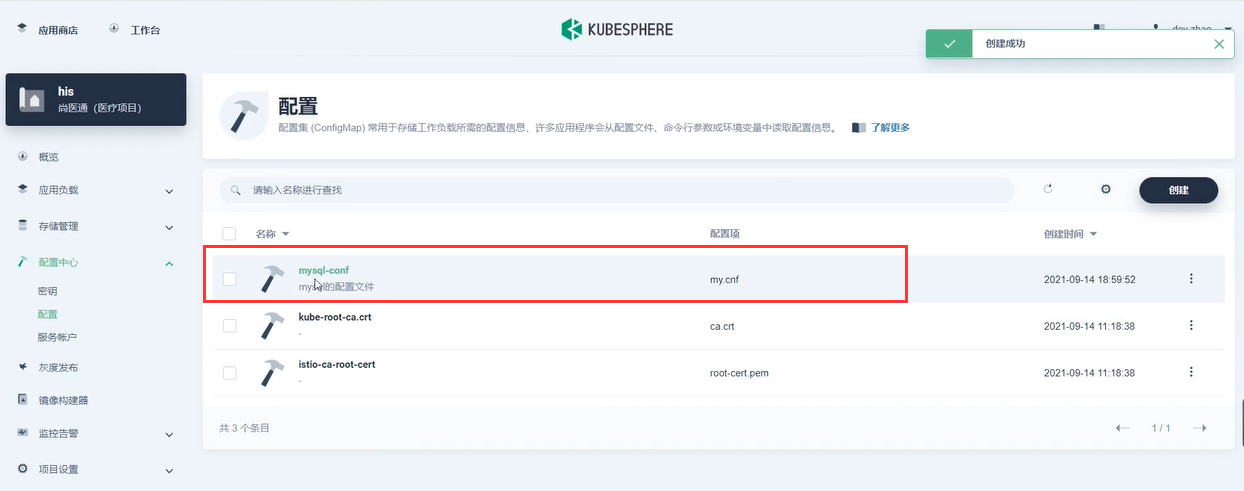 应用商店
工作台
KUBESPHERE
创建成功
his
尚医通（医疗项目）
配置
配置集 (ConfigMap) 常用于存储工作负载所需的配置信息，许多应用程序会从配置文件、命令行参数或环境变量中读取配置信息。
了解更多
概览
应用负载
存储管理
配置中心
密钥
配置
服务帐户
灰度发布
镜像构建器
监控告警
项目设置
请输入名称进行查找
创建
名称
配置项
创建时间
mysql-conf
mysql的配置文件
my.cnf
2021-09-14 18:59:52
kube-root-ca.crt
-
ca.crt
2021-09-14 11:18:38
istio-ca-root-cert
-
root-cert.pem
2021-09-14 11:18:38
共 3 个条目
1 / 1